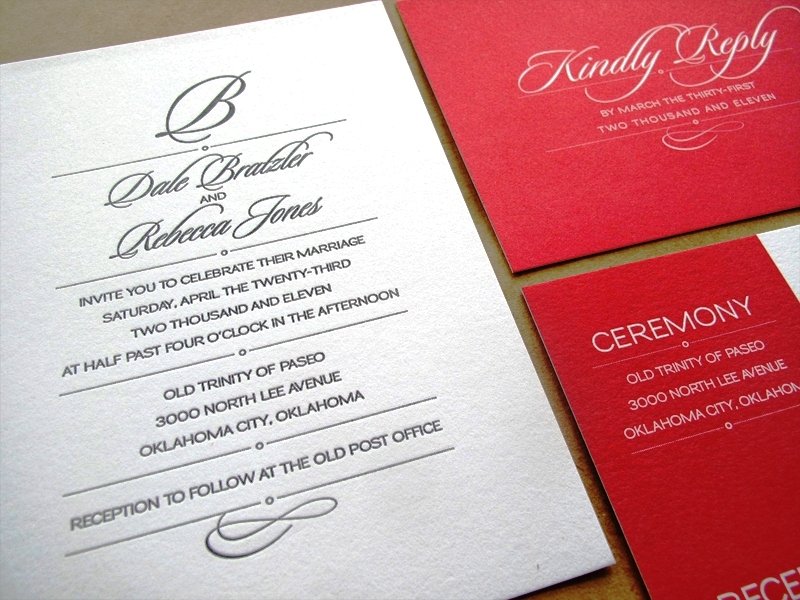 B
Dale Bratzler
AND
Rebecca Jones
INVITE YOU TO CELEBRATE THEIR MARRIAGE
SATURDAY, APRIL THE TWENTY-THIRD
TWO THOUSAND AND ELEVEN
AT HALF PAST FOUR O'CLOCK IN THE AFTERNOON
OLD TRINITY OF PASEO
3000 NORTH LEE AVENUE
OKLAHOMA CITY, OKLAHOMA
RECEPTION TO FOLLOW AT THE OLD POST OFFICE
Kindly Reply
BY MARCH THE THIRTY-FIRST
TWO THOUSAND AND ELEVEN
CEREMONY
OLD TRINITY OF PASEO
3000 NORTH LEE AVENUE
OKLAHOMA CITY, OKLAHOMA